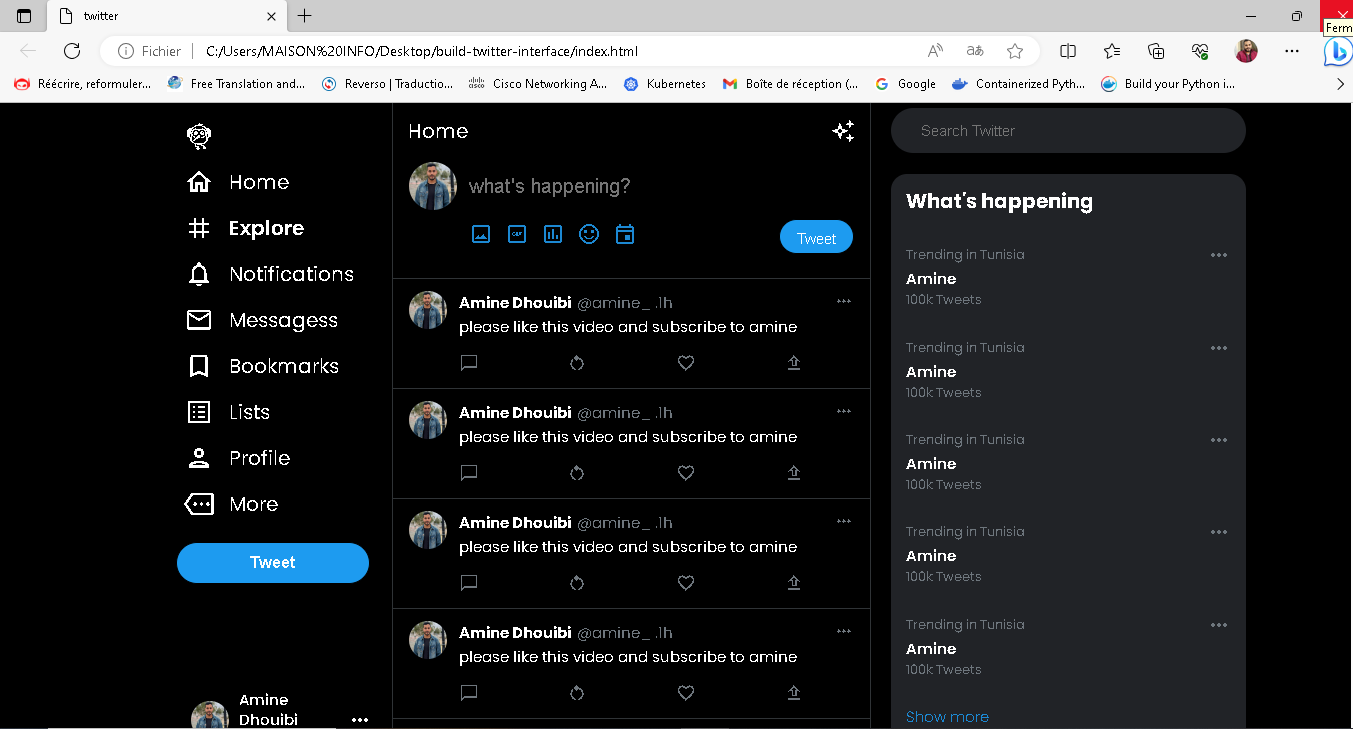 twitter
Ferm
Fichier
C:/Users/MAISON%20INFO/Desktop/build-twitter-interface/index.html
Réécrire, reformuler...
Free Translation and...
Reverso | Traductio...
Cisco Networking A...
Kubernetes
Boîte de réception (...
Google
Containerized Pyth...
Build your Python i...
Home
Explore
Notifications
Messagess
Bookmarks
Lists
Profile
More
Tweet
Amine
Dhouibi
Home
what's happening?
GIF
Tweet
Amine Dhouibi @amine_ .1h
please like this video and subscribe to amine
Amine Dhouibi @amine_ .1h
please like this video and subscribe to amine
Amine Dhouibi @amine_ .1h
please like this video and subscribe to amine
Amine Dhouibi @amine_ .1h
please like this video and subscribe to amine
Search Twitter
What's happening
Trending in Tunisia
Amine
100k Tweets
Trending in Tunisia
Amine
100k Tweets
Trending in Tunisia
Amine
100k Tweets
Trending in Tunisia
Amine
100k Tweets
Trending in Tunisia
Amine
100k Tweets
Show more